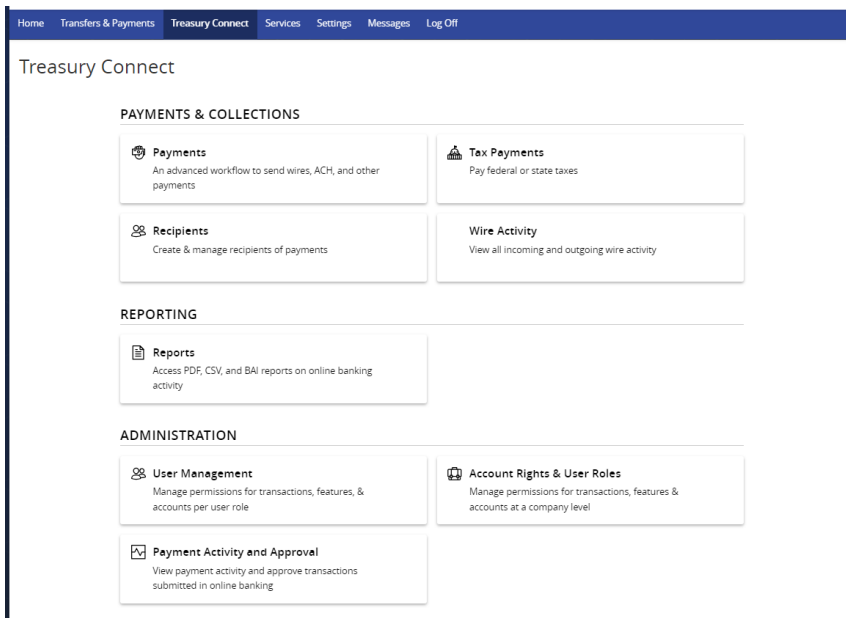 Home Transfers & Payments Treasury Connect Services Settings Messages Log Off
Treasury Connect
PAYMENTS & COLLECTIONS
Payments
An advanced workflow to send wires, ACH, and other
payments
Tax Payments
Pay federal or state taxes
Recipients
Create & manage recipients of payments
Wire Activity
View all incoming and outgoing wire activity
REPORTING
Reports
Access PDF, CSV, and BAI reports on online banking
activity
ADMINISTRATION
User Management
Manage permissions for transactions, features, &
accounts per user role
Account Rights & User Roles
Manage permissions for transactions, features &
accounts at a company level
Payment Activity and Approval
View payment activity and approve transactions
submitted in online banking